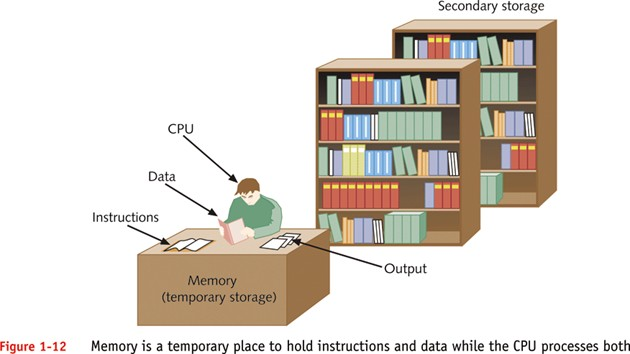 Secondary storage
CPU
Data
Instructions
Output
Memory
(temporary storage)
Figure 1-12 Memory is a temporary place to hold instructions and data while the CPU processes both